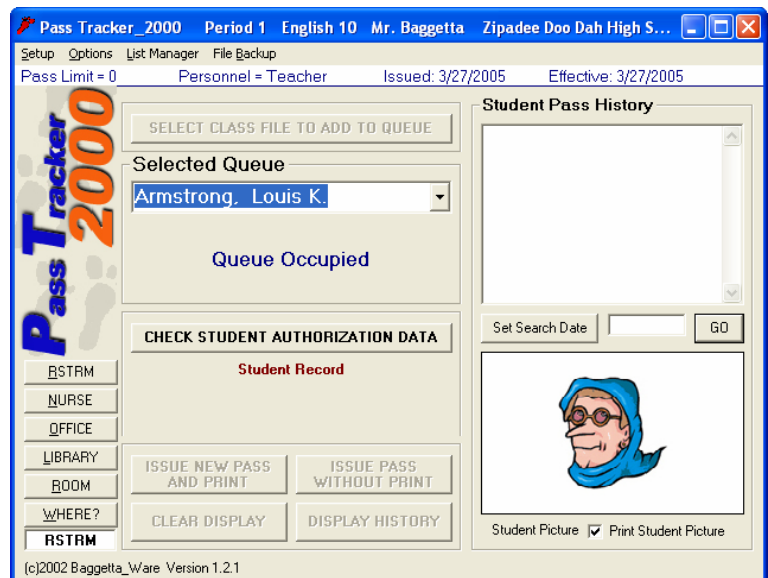 Pass Tracker_2000 Period 1 English 10 Mr. Baggetta Zipadee Doo Dah High S...
Setup Options List Manager File Backup
Pass Limit = 0 Personnel = Teacher Issued: 3/27/2005 Effective: 3/27/2005
Pass Tracker 2000
SELECT CLASS FILE TO ADD TO QUEUE
Selected Queue
Armstrong, Louis K.
Queue Occupied
CHECK STUDENT AUTHORIZATION DATA
Student Record
RSTRM
NURSE
OFFICE
LIBRARY
ROOM
WHERE?
RSTRM
ISSUE NEW PASS
AND PRINT
ISSUE PASS
WITHOUT PRINT
CLEAR DISPLAY
DISPLAY HISTORY
Student Pass History
Set Search Date
GO
Student Picture
Print Student Picture
(c)2002 Baggetta_Ware Version 1.2.1